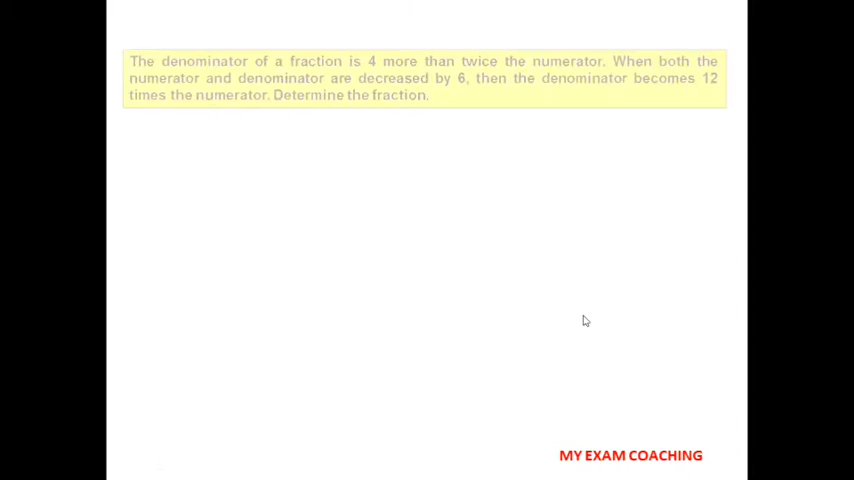 The denominator of a fraction is 4 more than twice the numerator. When both the
numerator and denominator are decreased by 6, then the denominator becomes 12
times the numerator. Determine the fraction.
MY EXAM COACHING